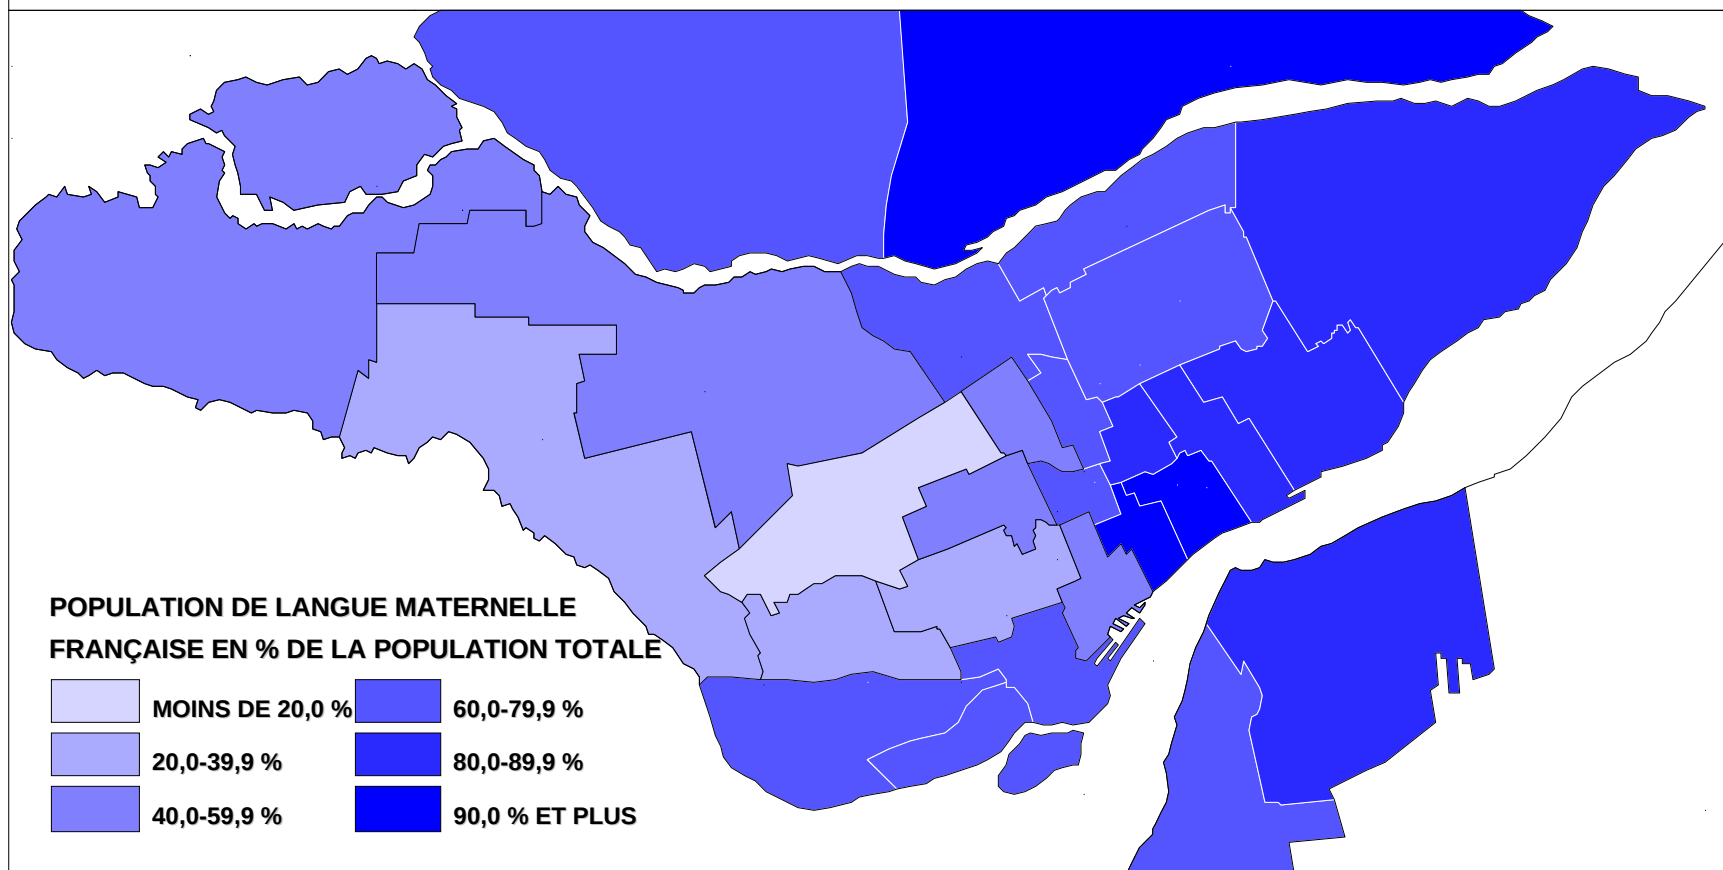 POPULATION DE LANGUE MATERNELLE
FRANÇAISE EN % DE LA POPULATION TOTALE
MOINS DE 20,0 %
20,0-39,9 %
40,0-59,9 %
60,0-79,9 %
80,0-89,9 %
90,0 % ET PLUS